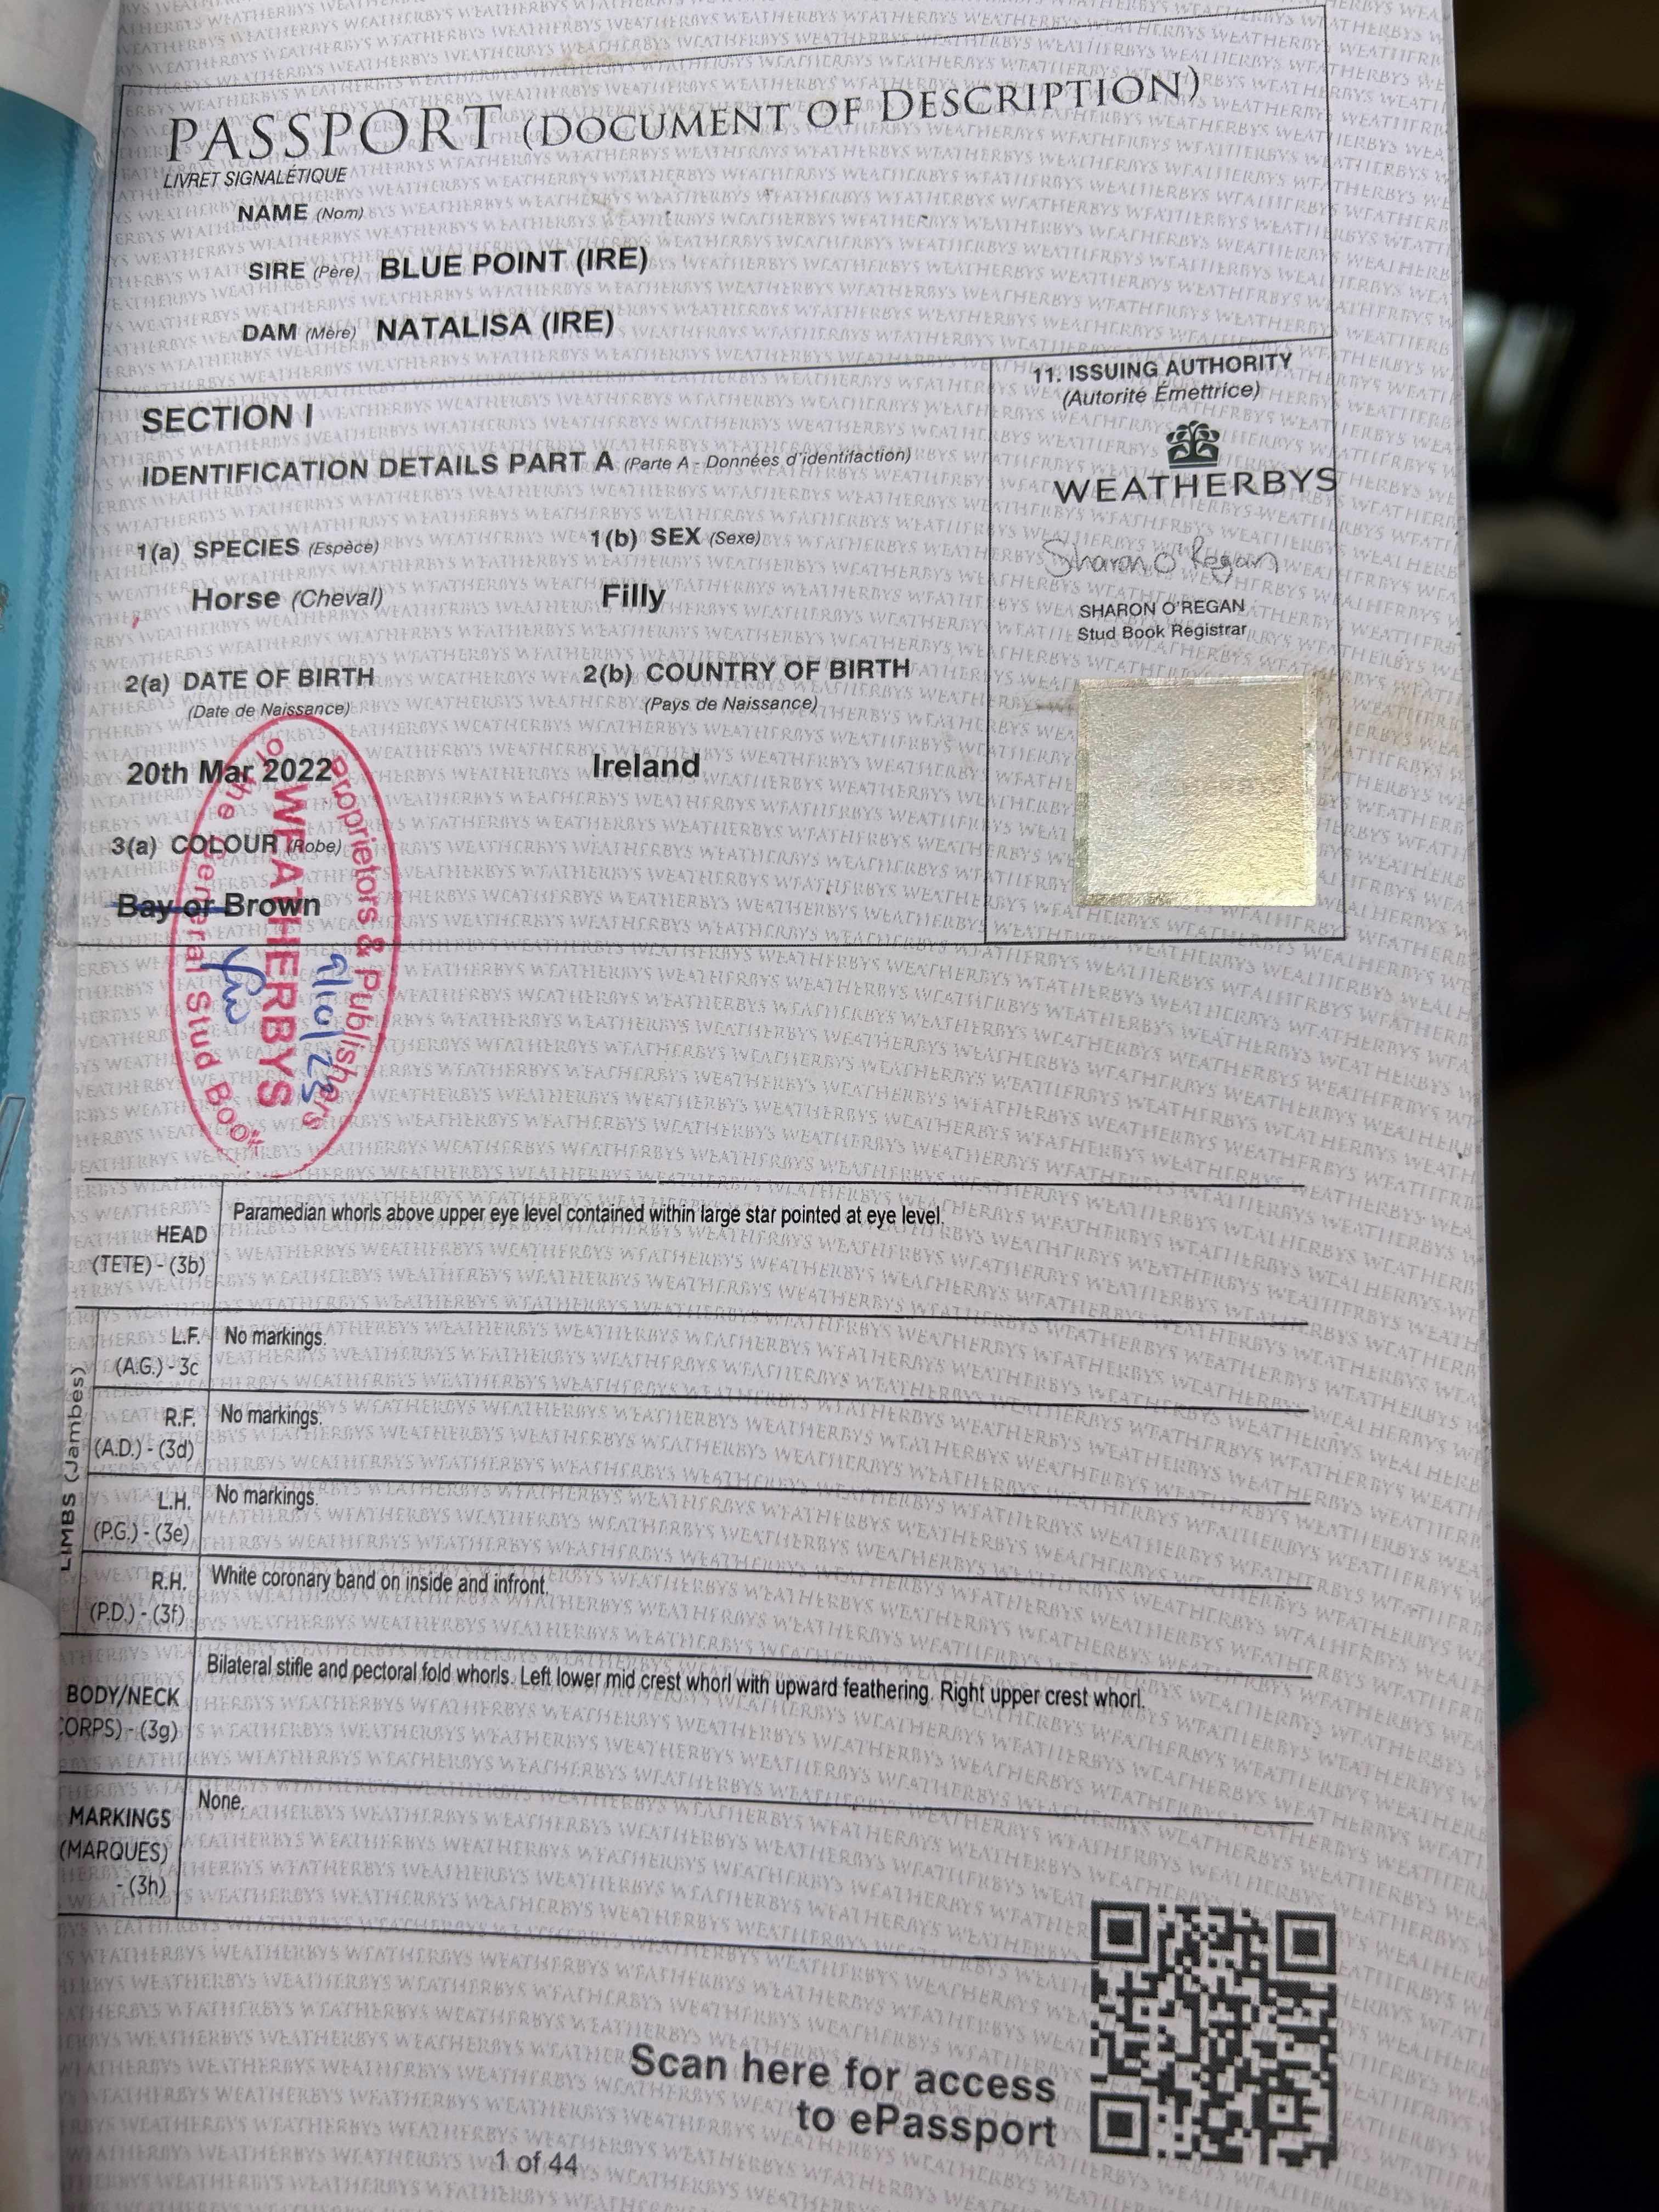 PASSPORT (DOCUMENT OF DESCRIPTION)
LIVRET SIGNALÉTIQUE
NAME (Nom)
SIRE (Père) BLUE POINT (IRE)
DAM (Mère) NATALISA (IRE)
SECTION I
IDENTIFICATION DETAILS PART A (Parte A - Données d'identifaction)
1(a) SPECIES (Espèce)
1(b) SEX (Sexe)
Horse (Cheval)
Filly
2(a) DATE OF BIRTH
(Date de Naissance)
2(b) COUNTRY OF BIRTH
(Pays de Naissance)
20th Mar 2022
Ireland
3(a) COLOUR (Robe)
Bay or Brown
11. ISSUING AUTHORITY
(Autorité Émettrice)
WEATHERBYS
Sharon O'Regan
SHARON O'REGAN
Stud Book Registrar
Proprietors & Publishers
WEATHERBYS
of the General Stud Book
HEAD
(TETE) - (3b)
Paramedian whorls above upper eye level contained within large star pointed at eye level.
LIMBS (Jambes)
L.F.
(A.G.) - 3c
No markings.
R.F.
(A.D.) - (3d)
No markings.
L.H.
(P.G.) - (3e)
No markings.
R.H.
(P.D.) - (3f)
White coronary band on inside and infront.
BODY/NECK
CORPS) - (3g)
Bilateral stifle and pectoral fold whorls. Left lower mid crest whorl with upward feathering. Right upper crest whorl.
MARKINGS
(MARQUES)
- (3h)
None.
Scan here for access
to ePassport
1 of 44